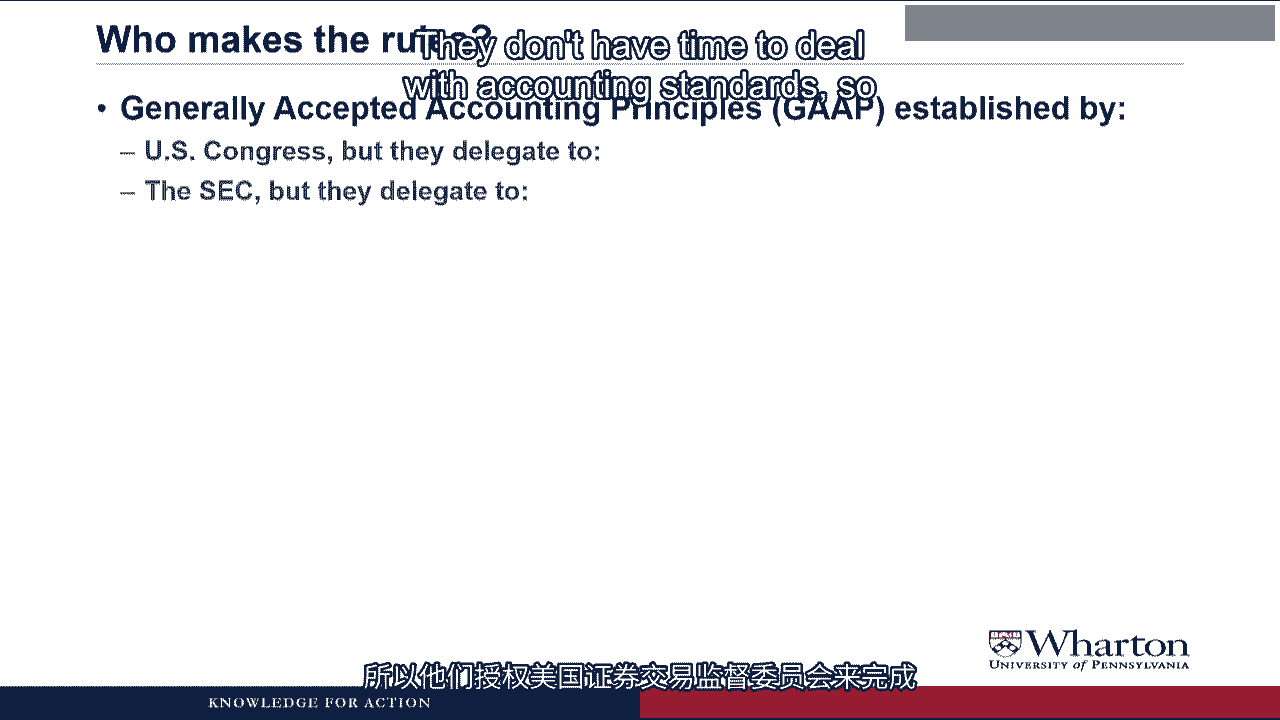 Who makes the rules?
They don't have time to deal
with accounting standards, so
• Generally Accepted Accounting Principles (GAAP) established by:
– U.S. Congress, but they delegate to:
– The SEC, but they delegate to:
Wharton
UNIVERSITY of PENNSYLVANIA
所以他们授权美国证券交易监督委员会来完成
KNOWLEDGE FOR ACTION